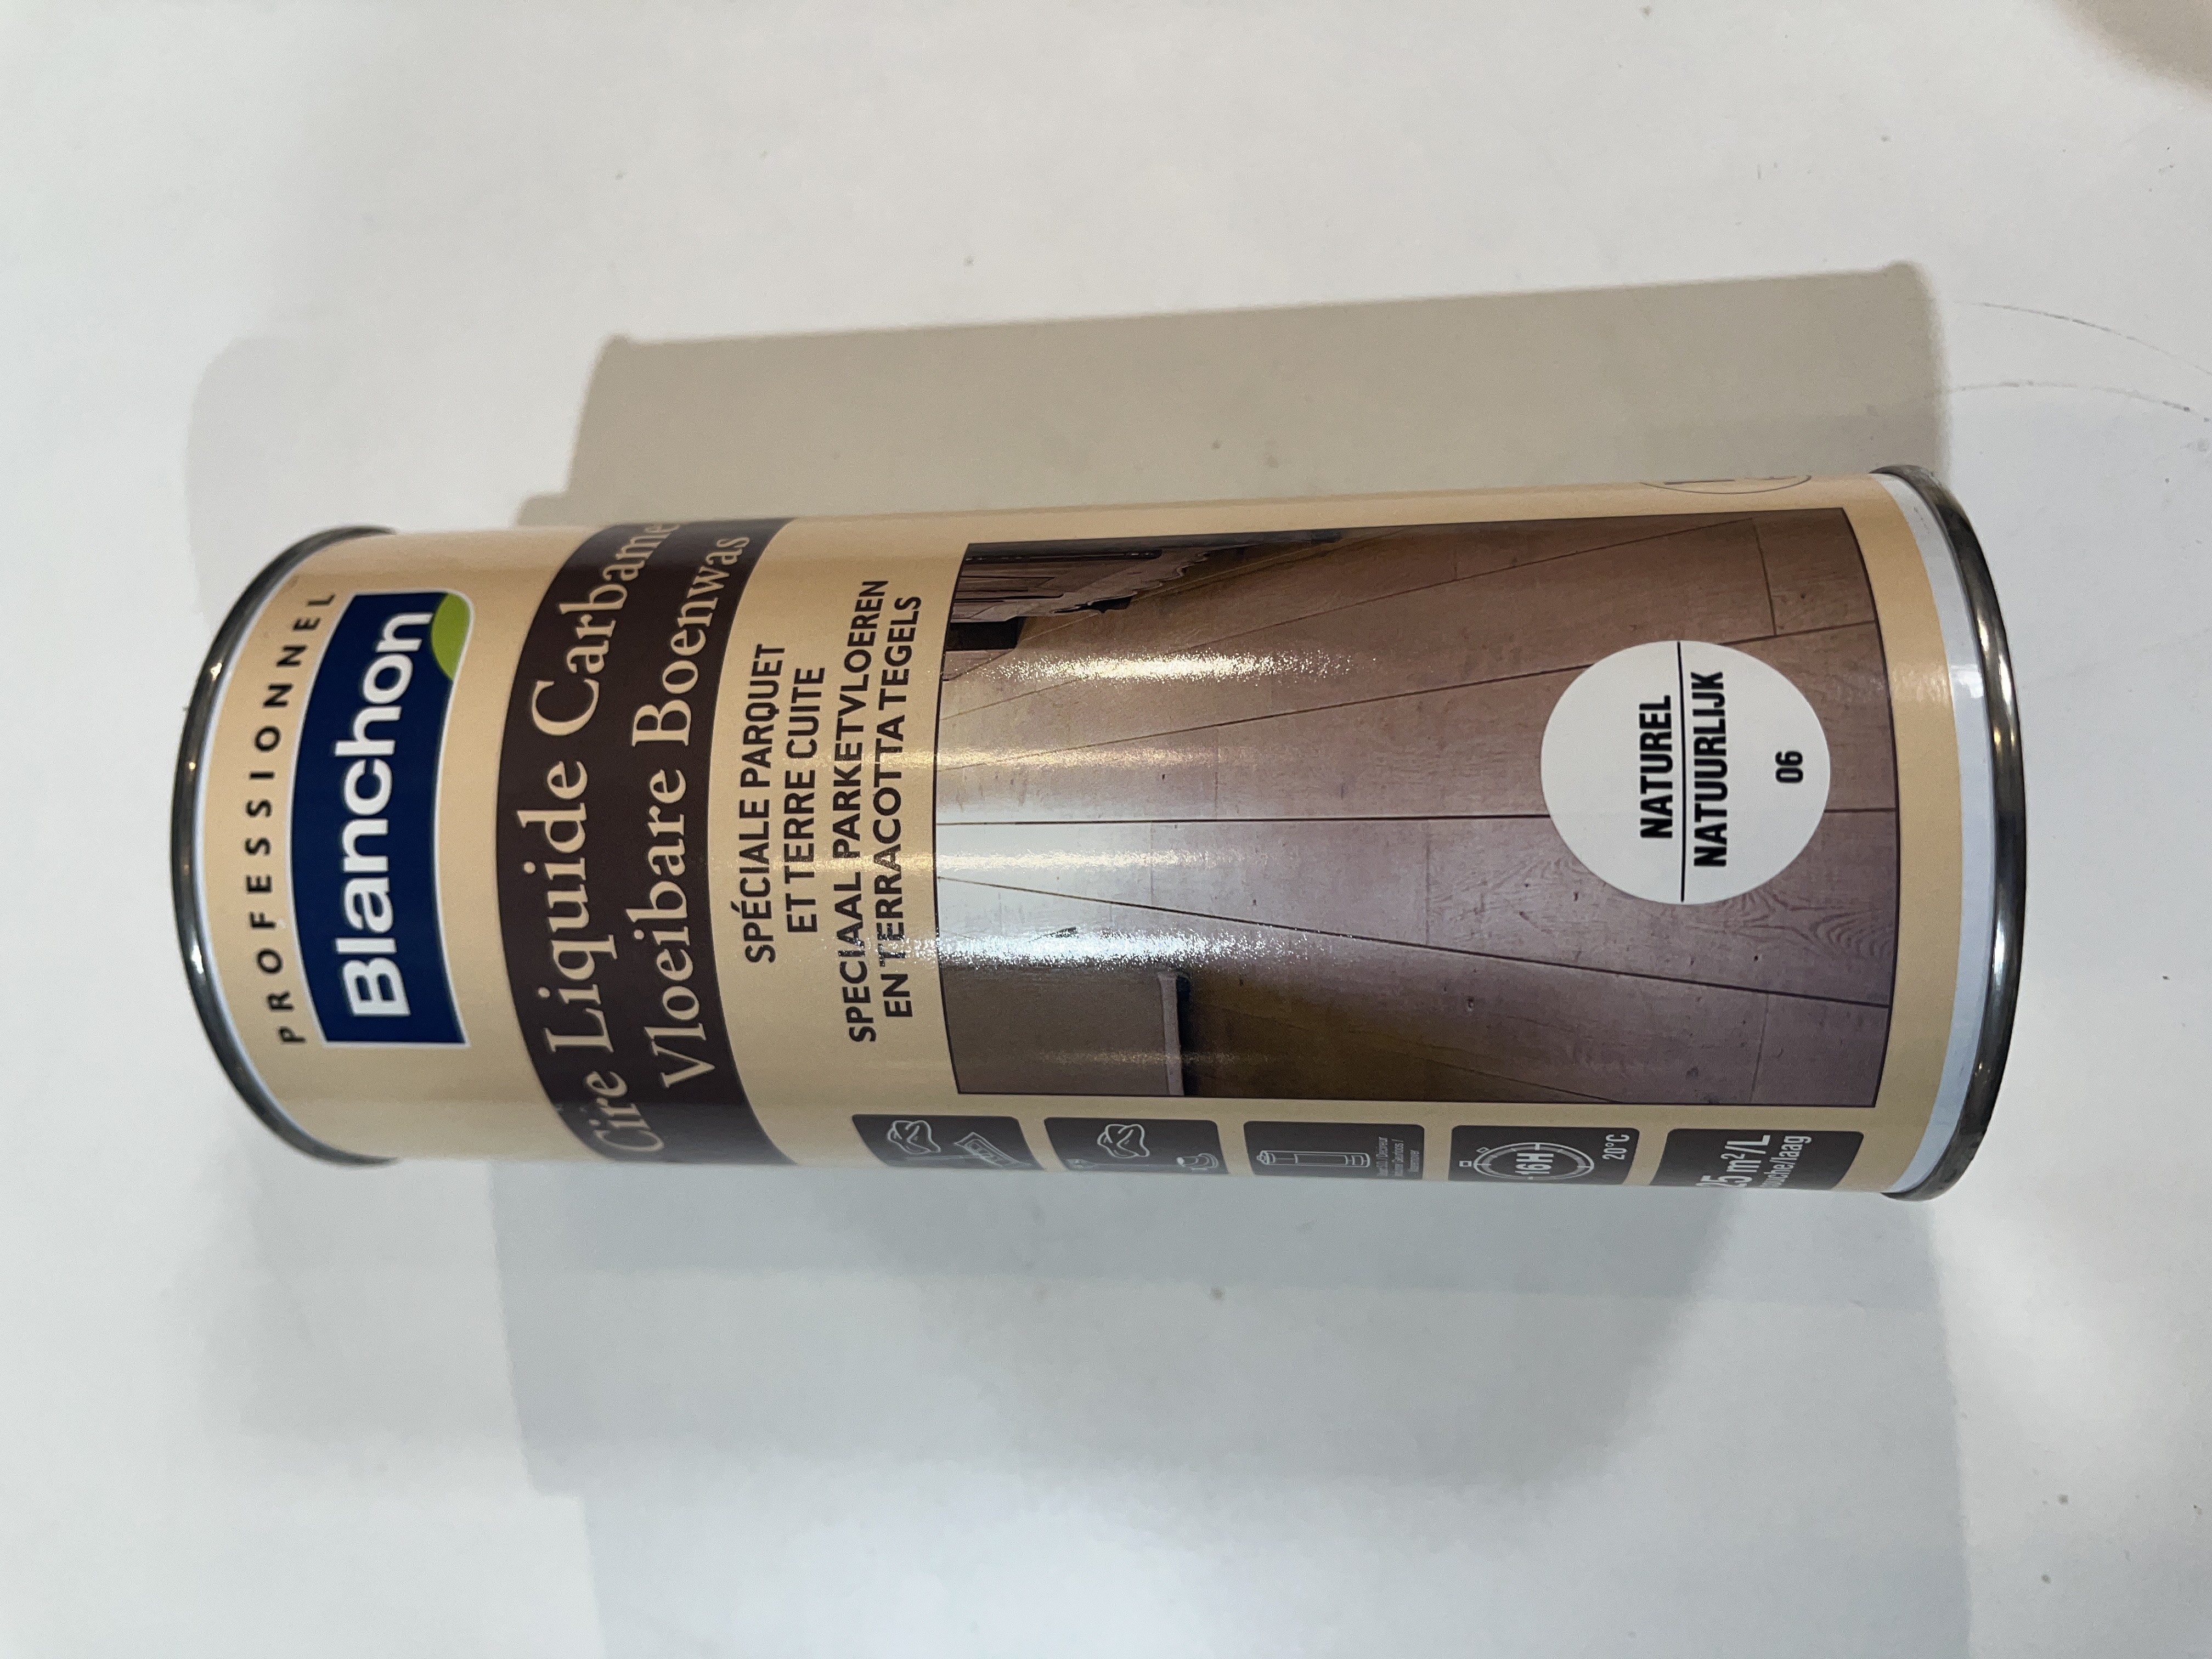 PROFESSIONNEL
Blanchon
Cire Liquide Carbame
Vloeibare Boenwas
SPÉCIALE PARQUET
ET TERRE CUITE
SPECIAAL PARKETVLOEREN
EN TERRACOTTA TEGELS
16H
20°C
25 m²/L
NATUREL
NATUURLIJK
06